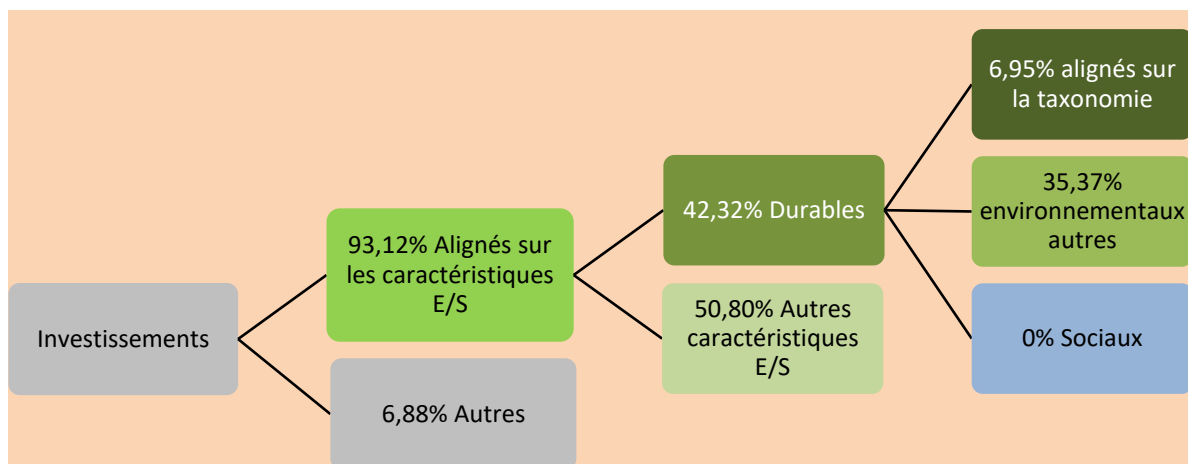 Investissements
93,12% Alignés sur
les caractéristiques
E/S
6,88% Autres
42,32% Durables
50,80% Autres
caractéristiques
E/S
6,95% alignés sur
la taxonomie
35,37%
environnementaux
autres
0% Sociaux